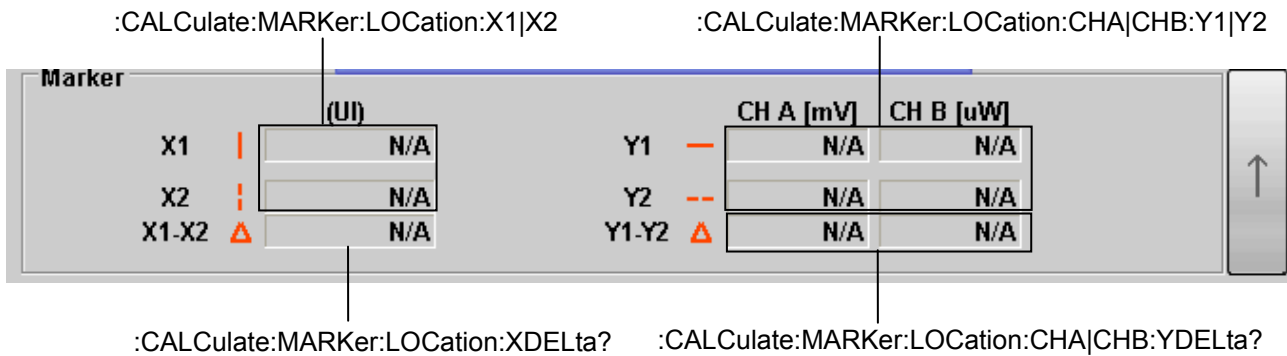 :CALCulate:MARKer:LOCation:X1|X2 :CALCulate:MARKer:LOCation:CHA|CHB:Y1|Y2
Marker
(UI) CH A [mV] CH B [uW]
X1 N/A Y1 N/A N/A
X2 N/A Y2 N/A N/A
X1-X2 N/A Y1-Y2 N/A N/A
:CALCulate:MARKer:LOCation:XDELta? :CALCulate:MARKer:LOCation:CHA|CHB:YDELta?